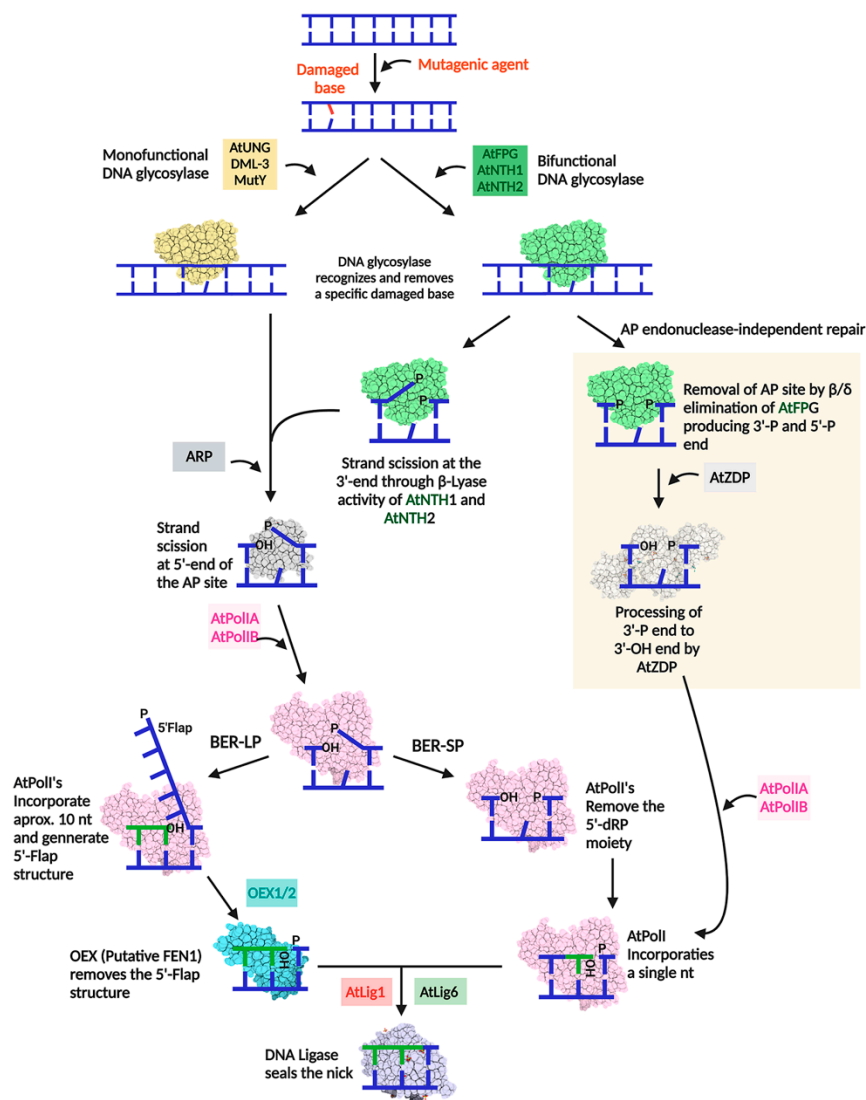 Mutagenic agent
Damaged
base
Monofunctional
DNA glycosylase
AtUNG
DML-3
MutY
AtFPG
AtNTH1
AtNTH2
Bifunctional
DNA glycosylase
DNA glycosylase
recognizes and removes
a specific damaged base
AP endonuclease-independent repair
P
P
P
P
Removal of AP site by β/δ
elimination of AtFPG
producing 3'-P and 5'-P
end
ARP
Strand scission at the
3'-end through β-Lyase
activity of AtNTH1 and
AtNTH2
AtZDP
Strand
scission
at 5'-end of
the AP site
P
OH
OH
P
Processing of
3'-P end to
3'-OH end by
AtZDP
AtPolIA
AtPolIB
P
5'Flap
BER-LP
P
OH
BER-SP
AtPolI's
Incorporate
aprox. 10 nt
and gennerate
5'-Flap
structure
OH
OH
P
AtPolI's
Remove the
5'-dRP
moiety
AtPolIA
AtPolIB
OEX1/2
OEX (Putative FEN1)
removes the 5'-Flap
structure
P
OH
P
OH
AtPolI
Incorporaties
a single nt
AtLig1
AtLig6
DNA Ligase
seals the nick